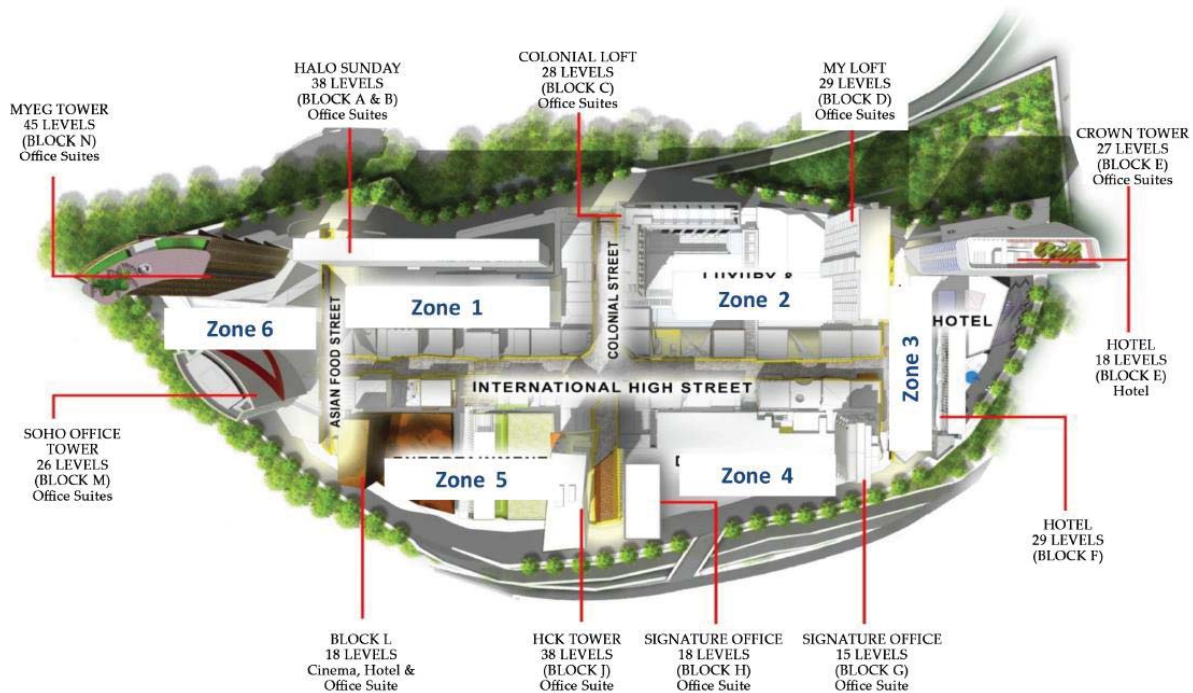 COLONIAL LOFT
28 LEVELS
(BLOCK C)
Office Suites
HALO SUNDAY
38 LEVELS
(BLOCK A & B)
Office Suites
MY LOFT
29 LEVELS
(BLOCK D)
Office Suites
MYEG TOWER
45 LEVELS
(BLOCK N)
Office Suites
CROWN TOWER
27 LEVELS
(BLOCK E)
Office Suites
Zone 1
Zone 2
Zone 6
Zone 3
HOTEL
COLONIAL STREET
ASIAN FOOD STREET
INTERNATIONAL HIGH STREET
HOTEL
18 LEVELS
(BLOCK E)
Hotel
SOHO OFFICE
TOWER
26 LEVELS
(BLOCK M)
Office Suites
Zone 5
Zone 4
HOTEL
29 LEVELS
(BLOCK F)
BLOCK L
18 LEVELS
Cinema, Hotel &
Office Suite
HCK TOWER
38 LEVELS
(BLOCK J)
Office Suite
SIGNATURE OFFICE
18 LEVELS
(BLOCK H)
Office Suites
SIGNATURE OFFICE
15 LEVELS
(BLOCK G)
Office Suite